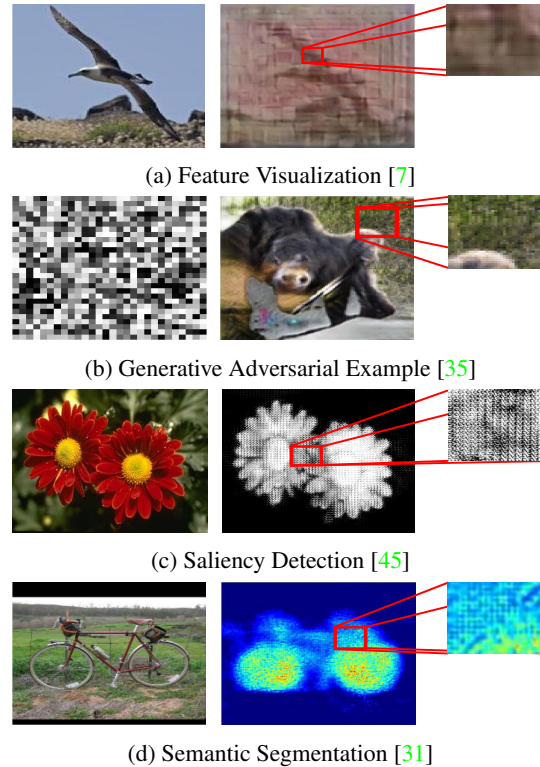 (a) Feature Visualization [7]
(b) Generative Adversarial Example [35]
(c) Saliency Detection [45]
(d) Semantic Segmentation [31]